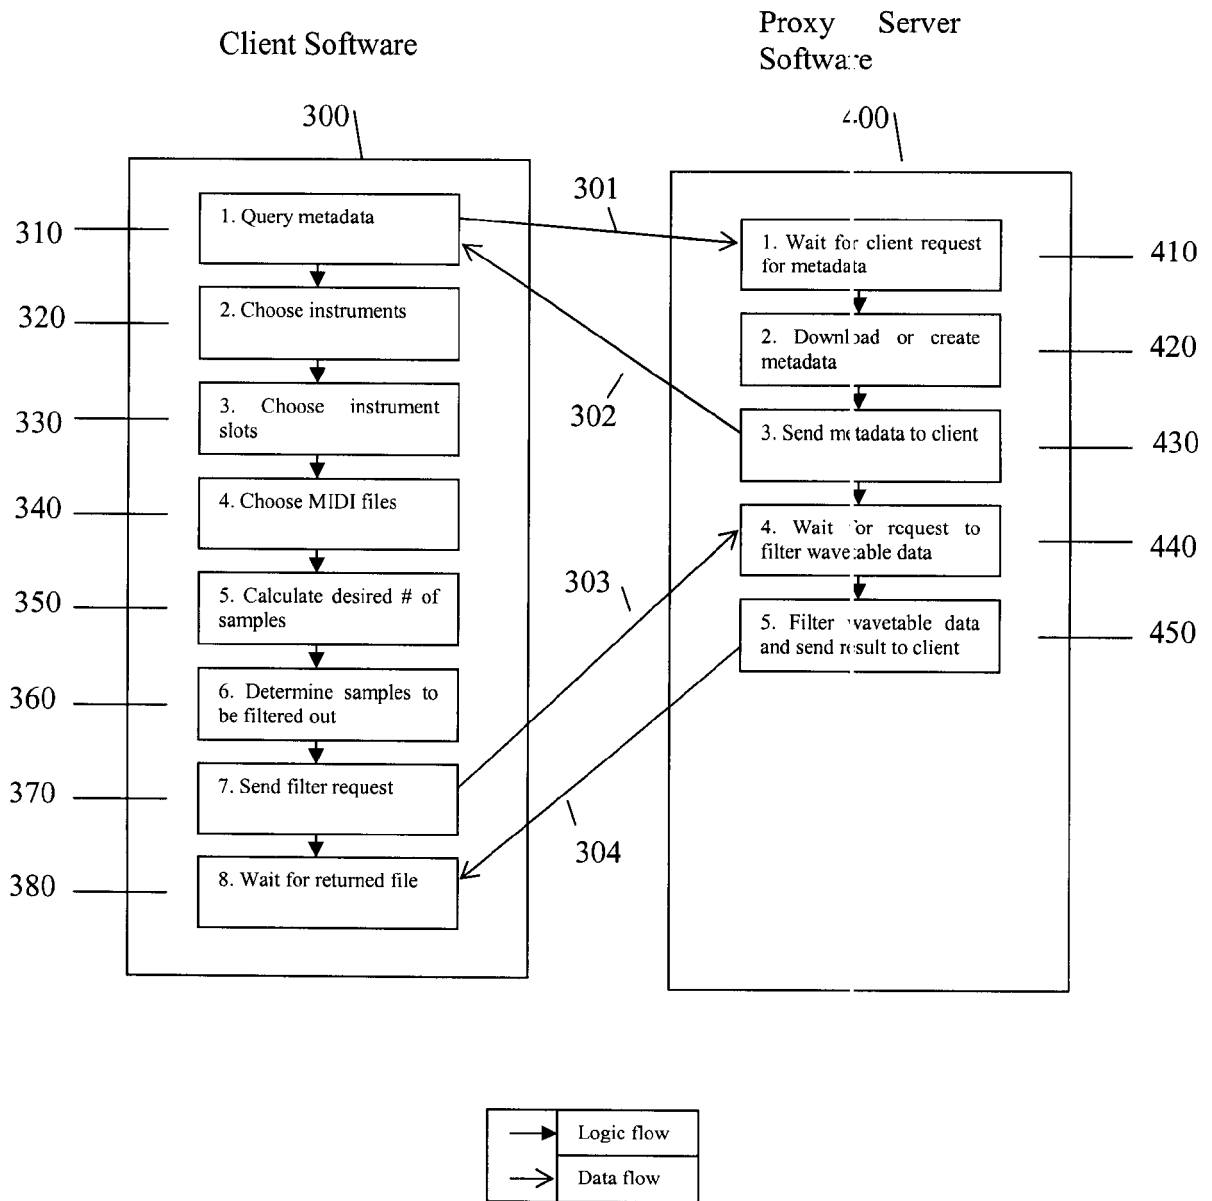 Client Software
Proxy Server
Software
300
400
301
302
303
304
310
1. Query metadata
320
2. Choose instruments
330
3. Choose instrument
slots
340
4. Choose MIDI files
350
5. Calculate desired # of
samples
360
6. Determine samples to
be filtered out
370
7. Send filter request
380
8. Wait for returned file
1. Wait for client request
for metadata
410
2. Download or create
metadata
420
3. Send metadata to client
430
4. Wait for request to
filter wavetable data
440
5. Filter wavetable data
and send result to client
450
Logic flow
Data flow